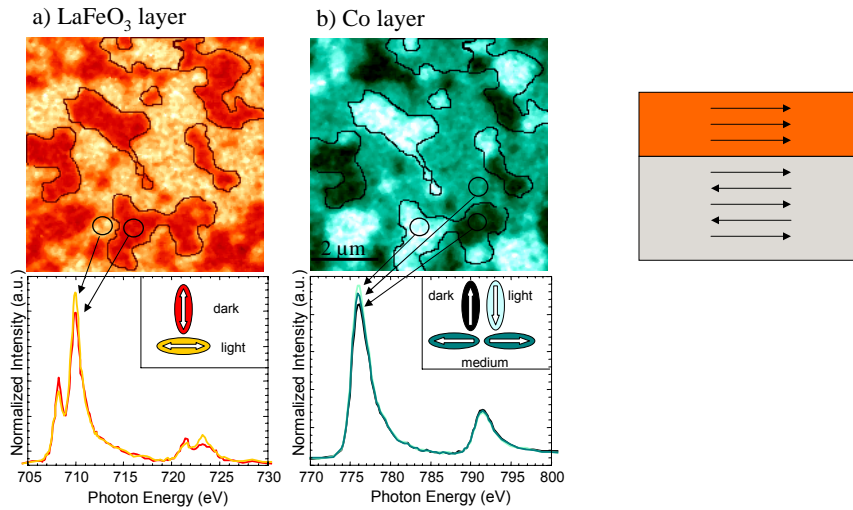 a) LaFeO3 layer
b) Co layer
2 µm
Normalized Intensity (a.u.)
dark
light
705 710 715 720 725 730
Photon Energy (eV)
Normalized Intensity (a.u.)
dark
light
medium
770 775 780 785 790 795 800
Photon Energy (eV)